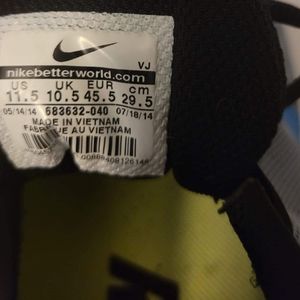 VJ
nikebetterworld.com
US UK EUR cm
11.5 10.5 45.5 29.5
05/14/14 683632-040 07/18/14
MADE IN VIETNAM
FABRIQUE AU VIETNAM